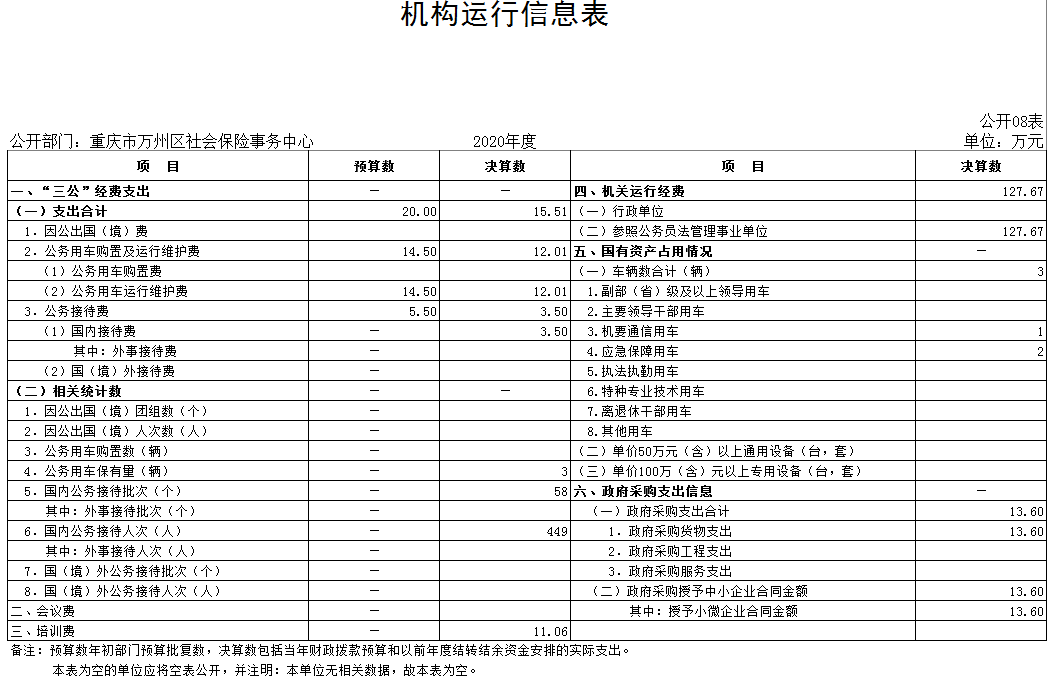 机构运行信息表
公开08表
公开部门：重庆市万州区社会保险事务中心 2020年度 单位：万元
项 目 预算数 决算数 项 目 决算数
一、“三公”经费支出 — — 四、机关运行经费 127.67
（一）支出合计 20.00 15.51 （一）行政单位
1．因公出国（境）费 （二）参照公务员法管理事业单位 127.67
2．公务用车购置及运行维护费 14.50 12.01 五、国有资产占用情况 —
（1）公务用车购置费 （一）车辆数合计（辆） 3
（2）公务用车运行维护费 14.50 12.01 1.副部（省）级及以上领导用车
3．公务接待费 5.50 3.50 2.主要领导干部用车
（1）国内接待费 — 3.50 3.机要通信用车 1
其中：外事接待费 — 4.应急保障用车 2
（2）国（境）外接待费 — 5.执法执勤用车
（二）相关统计数 — — 6.特种专业技术用车
1．因公出国（境）团组数（个） — 7.离退休干部用车
2．因公出国（境）人次数（人） — 8.其他用车
3．公务用车购置数（辆） — （二）单价50万元（含）以上通用设备（台，套）
4．公务用车保有量（辆） — 3 （三）单价100万（含）元以上专用设备（台，套）
5．国内公务接待批次（个） — 58 六、政府采购支出信息 —
其中：外事接待批次（个） — （一）政府采购支出合计 13.60
6．国内公务接待人次（人） — 449 1．政府采购货物支出 13.60
其中：外事接待人次（人） — 2．政府采购工程支出
7．国（境）外公务接待批次（个） — 3．政府采购服务支出
8．国（境）外公务接待人次（人） — （二）政府采购授予中小企业合同金额 13.60
二、会议费 — 其中：授予小微企业合同金额 13.60
三、培训费 — 11.06
备注：预算数年初部门预算批复数，决算数包括当年财政拨款预算和以前年度结转结余资金安排的实际支出。
本表为空的单位应将空表公开，并注明：本单位无相关数据，故本表为空。